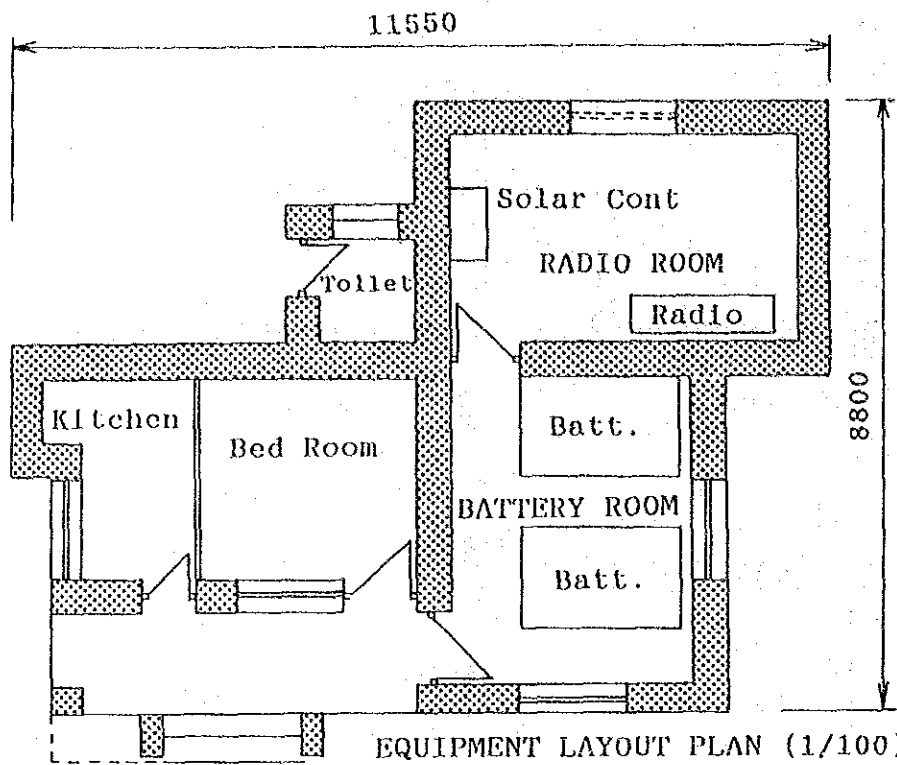 11550
Solar Cont
RADIO ROOM
Toilet
Radio
8800
Kitchen
Bed Room
Batt.
BATTERY ROOM
Batt.
EQUIPMENT LAYOUT PLAN (1/100)